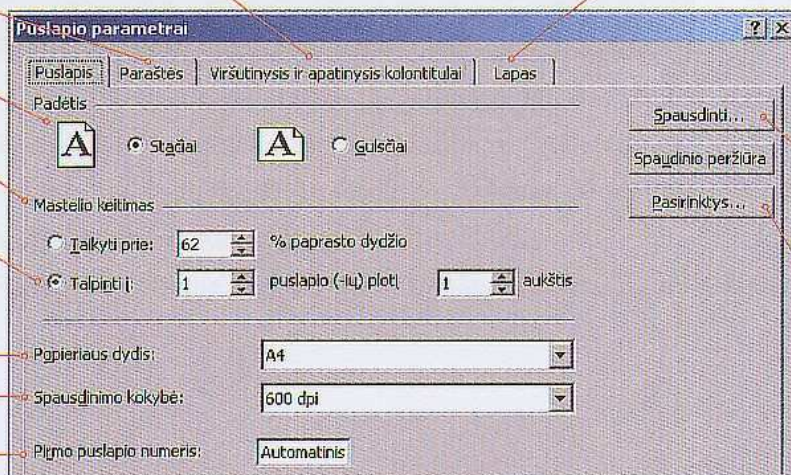 Puslapio parametrai
Puslapis Paraštės Viršutinysis ir apatinysis kolontitulai Lapas
Padėtis
A Stačiai A Gulsčiai
Spausdinti...
Spaudinio peržiūra
Pasirinktys...
Mastelio keitimas
Taikyti prie: 62 % paprasto dydžio
Talpinti į: 1 puslapio (-ių) plotį 1 aukštis
Popieriaus dydis: A4
Spausdinimo kokybė: 600 dpi
Pirmo puslapio numeris: Automatinis